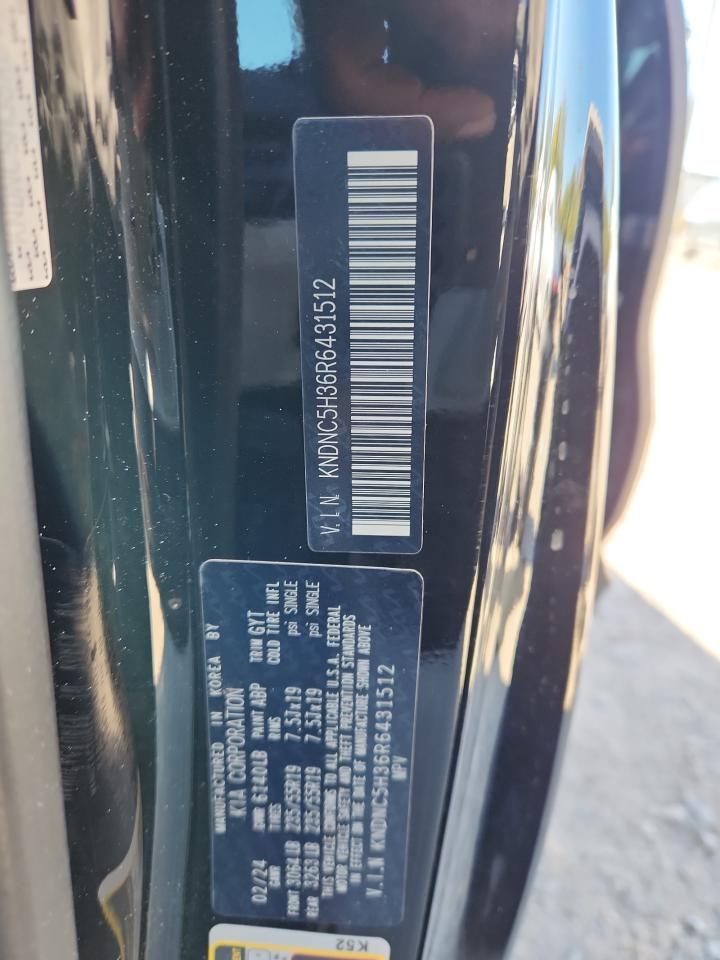 V.I.N. KNDNC5H36R6431512
MANUFACTURED IN KOREA BY
KIA CORPORATION
02/24 GVWR 6140LB PAINT ABP TRIM GYT
GAWR TIRES RIMS COLD TIRE INFL
FRONT 3064LB 235/55R19 7.5Jx19 psi SINGLE
REAR 3263LB 235/55R19 7.5Jx19 psi SINGLE
THIS VEHICLE CONFORMS TO ALL APPLICABLE U.S.A. FEDERAL
MOTOR VEHICLE SAFETY AND THEFT PREVENTION STANDARDS
IN EFFECT ON THE DATE OF MANUFACTURE SHOWN ABOVE
V.I.N KNDNC5H36R6431512
MPV
K52